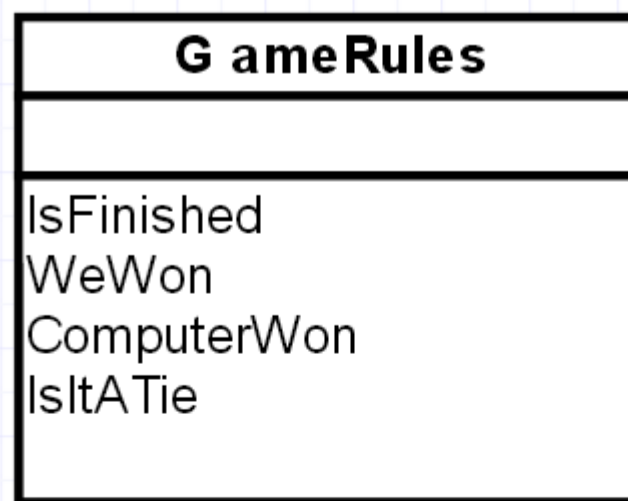 G ameRules
IsFinished
WeWon
ComputerWon
IsItATie